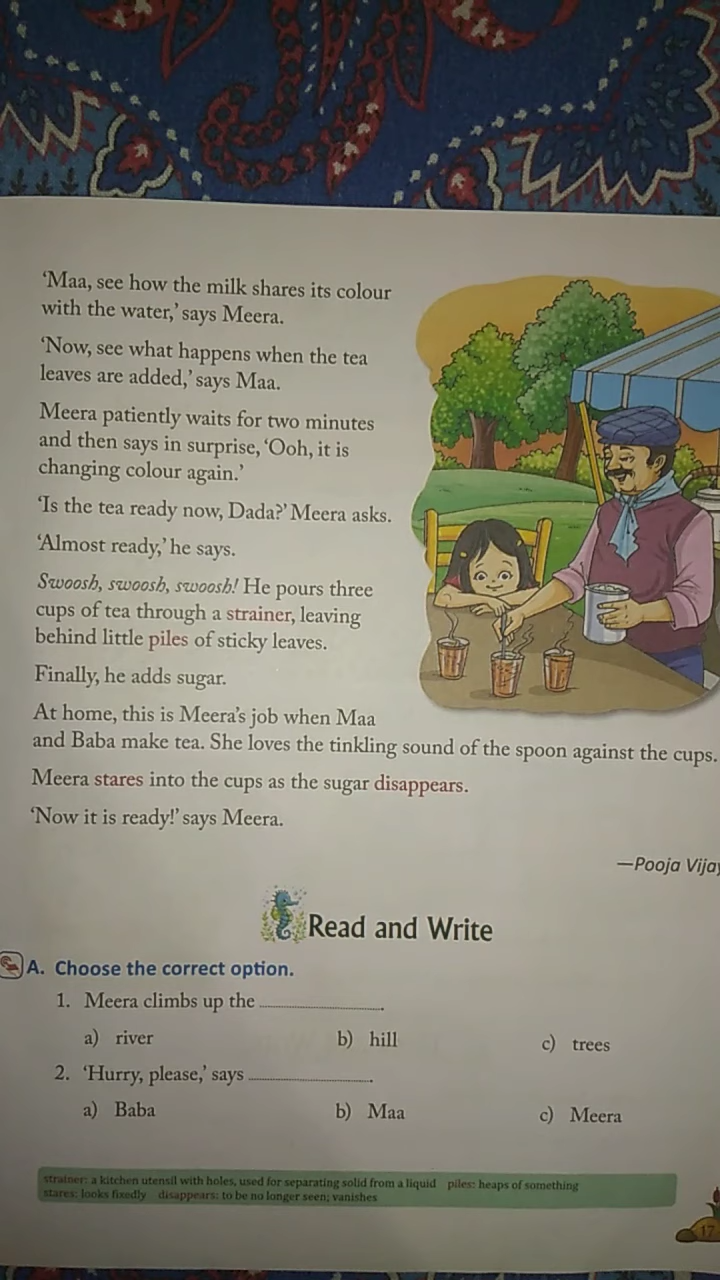 ‘Maa, see how the milk shares its colour
with the water,’ says Meera.
‘Now, see what happens when the tea
leaves are added,’ says Maa.
Meera patiently waits for two minutes
and then says in surprise, ‘Ooh, it is
changing colour again.’
‘Is the tea ready now, Dada?’ Meera asks.
‘Almost ready,’ he says.
Swoosh, swoosh, swoosh! He pours three
cups of tea through a strainer, leaving
behind little piles of sticky leaves.
Finally, he adds sugar.
At home, this is Meera’s job when Maa
and Baba make tea. She loves the tinkling sound of the spoon against the cups.
Meera stares into the cups as the sugar disappears.
‘Now it is ready!’ says Meera.
—Pooja Vijay
Read and Write
A. Choose the correct option.
1. Meera climbs up the ....................
a) river b) hill c) trees
2. ‘Hurry, please,’ says ....................
a) Baba b) Maa c) Meera
strainer: a kitchen utensil with holes, used for separating solid from a liquid piles: heaps of something
stares: looks fixedly disappears: to be no longer seen; vanishes
17